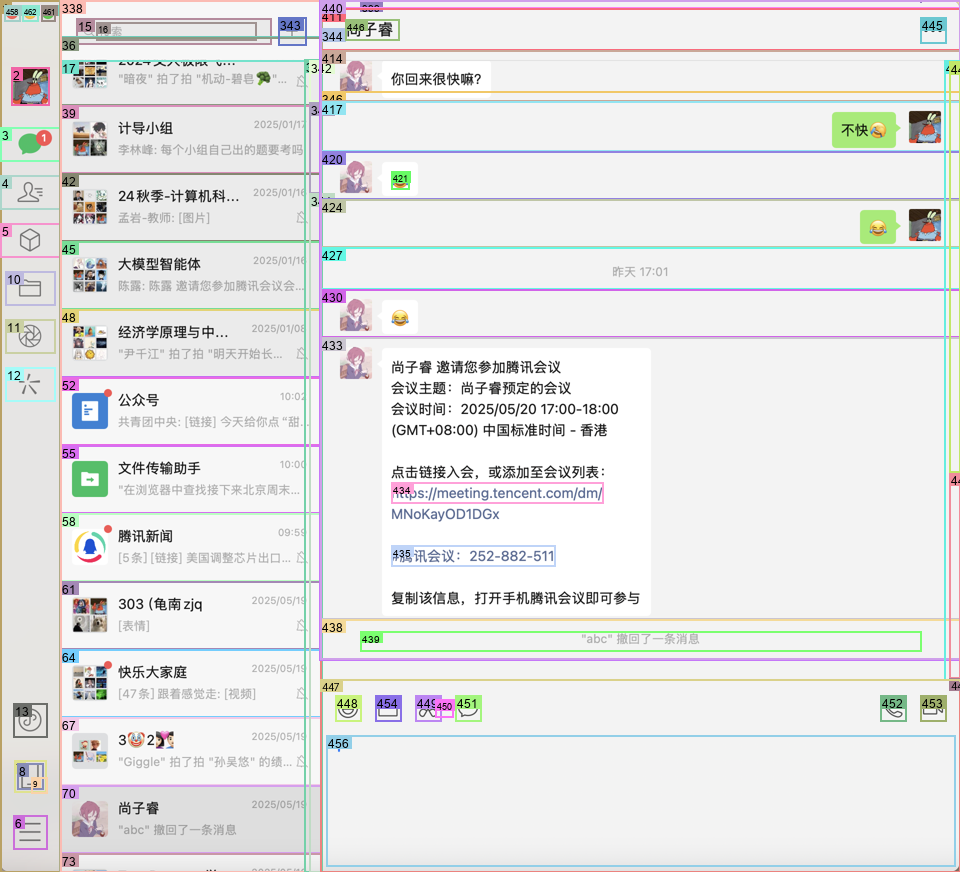 458 462 461
338
15 16 搜索
343
36
17
2024
"暗夜" 拍了拍 "机动-碧皂🥦"...
39
计导小组
2025/01/17
李林峰: 每个小组自己出的题要考吗
42
24秋季-计算机科...
2025/01/16
孟岩-教师: [图片]
45
大模型智能体
2025/01/16
陈露: 陈露 邀请您参加腾讯会议会...
48
经济学原理与中...
2025/01/08
"尹千江" 拍了拍 "明天开始长...
52
公众号
10:02
共青团中央: [链接] 今天给你点 "甜...
55
文件传输助手
10:00
"在浏览器中查找接下来北京周末...
58
腾讯新闻
09:59
[5条] [链接] 美国调整芯片出口...
61
303 (龟南zjq
2025/05/19
[表情]
64
快乐大家庭
2025/05/19
[47条] 跟着感觉走: [视频]
67
3🤡2
2025/05/19
"Giggle" 拍了拍 "孙吴悠" 的绩...
70
尚子睿
2025/05/19
"abc" 撤回了一条消息
73
2
3
1
4
5
10
11
12
13
8
9
6
440
411
344
446
尚子睿
445
414
342
你回来很快嘛?
346
417
不快😂
420
421
424
😂
427
昨天 17:01
430
😂
433
尚子睿 邀请您参加腾讯会议
会议主题：尚子睿预定的会议
会议时间：2025/05/20 17:00-18:00
(GMT+08:00) 中国标准时间 - 香港
点击链接入会，或添加至会议列表：
434
https://meeting.tencent.com/dm/
MNoKayOD1DGx
435
#腾讯会议：252-882-511
复制该信息，打开手机腾讯会议即可参与
438
439
"abc" 撤回了一条消息
447
448
454
449
450
451
452
453
456